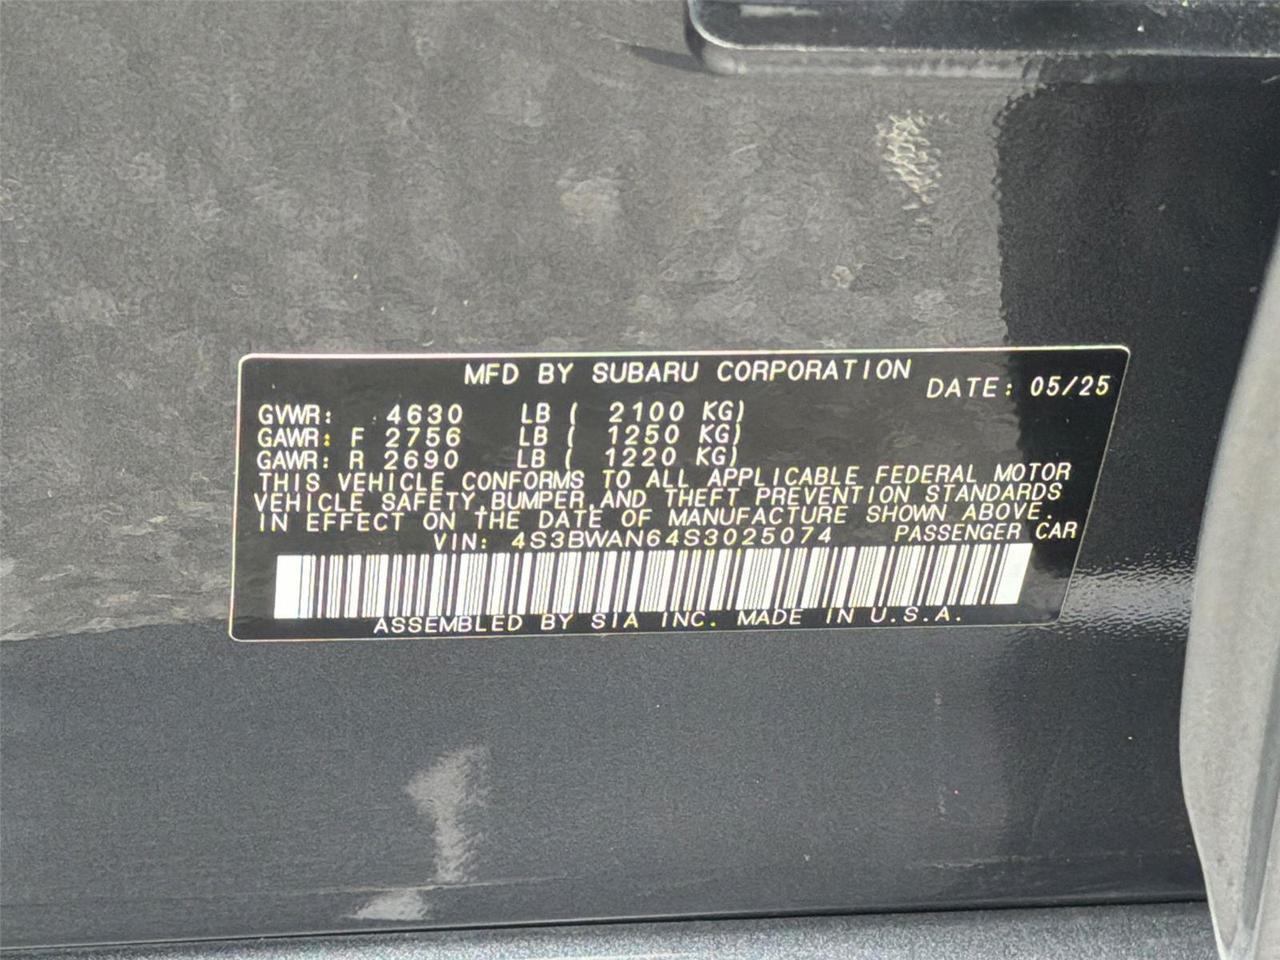 MFD BY SUBARU CORPORATION DATE: 05/25
GVWR: 4630 LB ( 2100 KG)
GAWR: F 2756 LB ( 1250 KG)
GAWR: R 2690 LB ( 1220 KG)
THIS VEHICLE CONFORMS TO ALL APPLICABLE FEDERAL MOTOR
VEHICLE SAFETY,BUMPER,AND THEFT PREVENTION STANDARDS
IN EFFECT ON THE DATE OF MANUFACTURE SHOWN ABOVE.
VIN: 4S3BWAN64S3025074 PASSENGER CAR
ASSEMBLED BY SIA INC. MADE IN U.S.A.